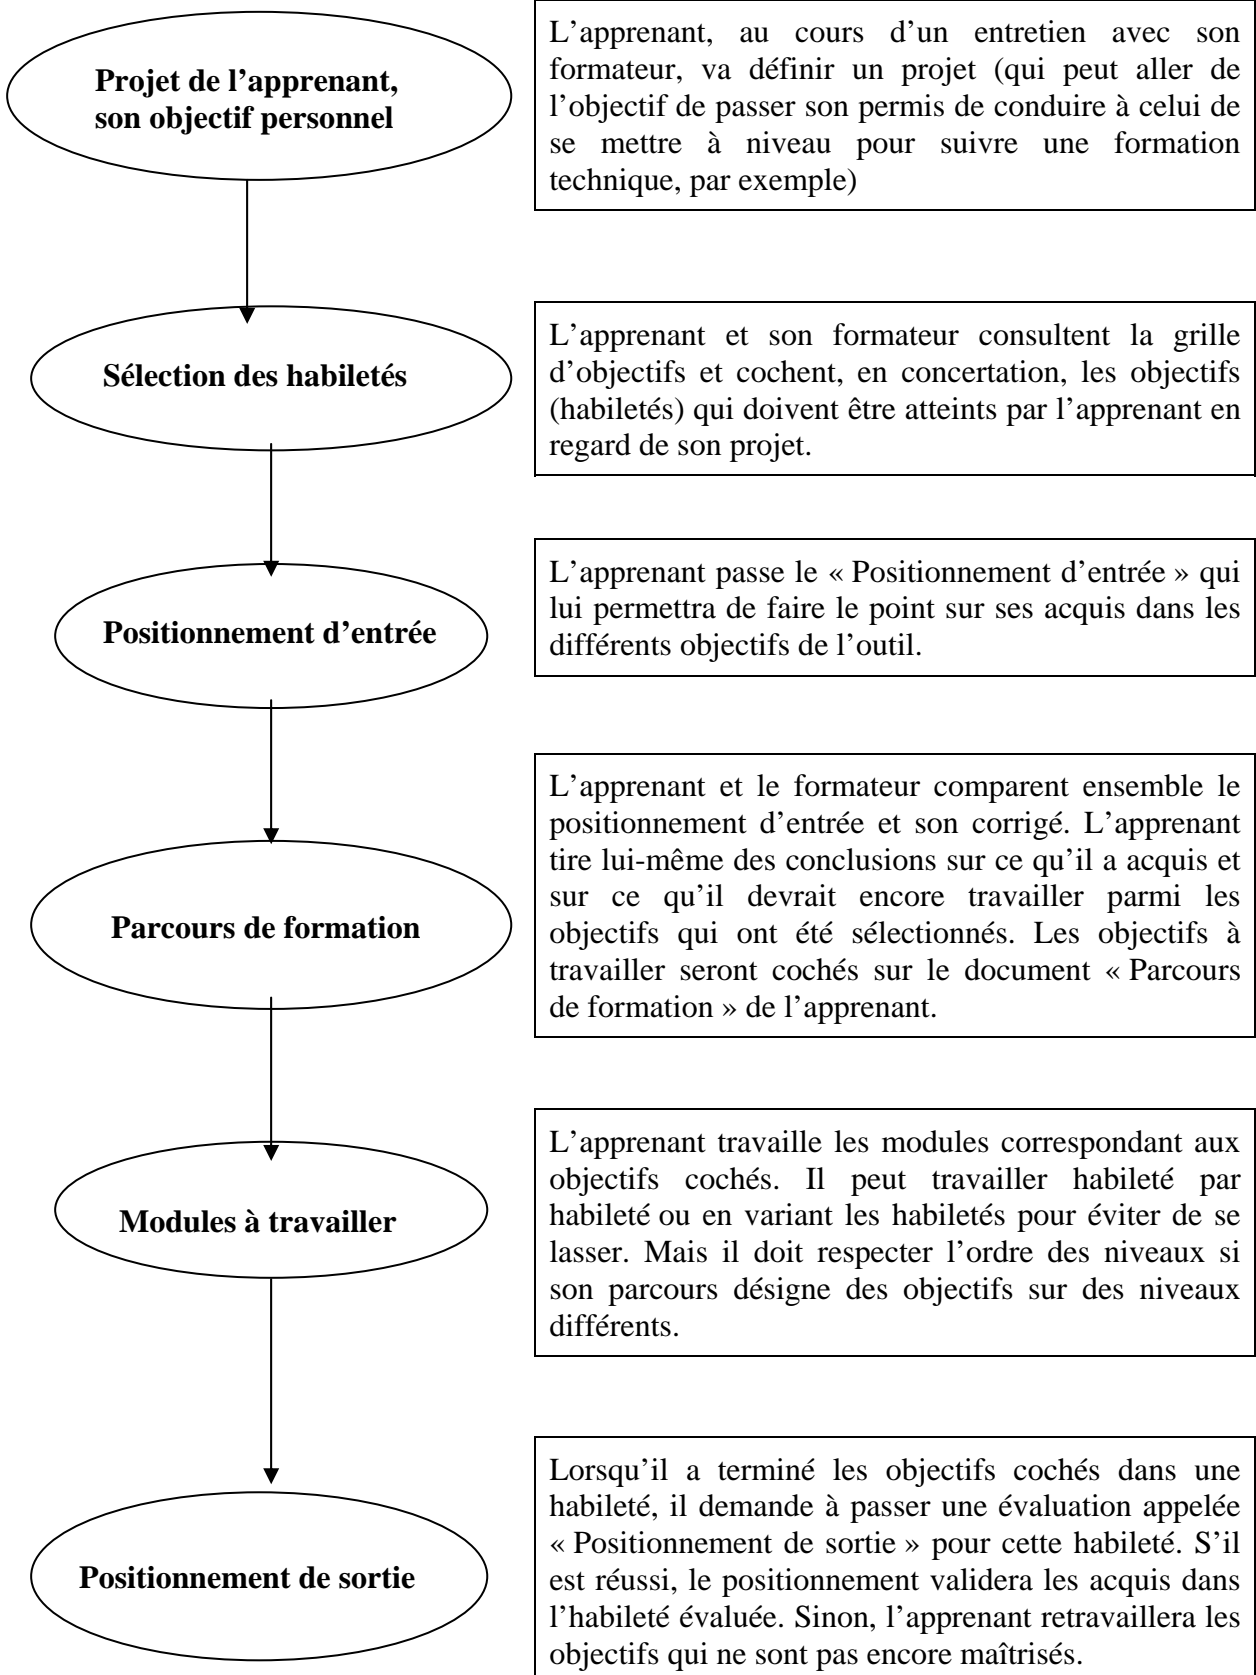 Projet de l’apprenant,
son objectif personnel
L’apprenant, au cours d’un entretien avec son
formateur, va définir un projet (qui peut aller de
l’objectif de passer son permis de conduire à celui de
se mettre à niveau pour suivre une formation
technique, par exemple)
Sélection des habiletés
L’apprenant et son formateur consultent la grille
d’objectifs et cochent, en concertation, les objectifs
(habiletés) qui doivent être atteints par l’apprenant en
regard de son projet.
Positionnement d’entrée
L’apprenant passe le « Positionnement d’entrée » qui
lui permettra de faire le point sur ses acquis dans les
différents objectifs de l’outil.
Parcours de formation
L’apprenant et le formateur comparent ensemble le
positionnement d’entrée et son corrigé. L’apprenant
tire lui-même des conclusions sur ce qu’il a acquis et
sur ce qu’il devrait encore travailler parmi les
objectifs qui ont été sélectionnés. Les objectifs à
travailler seront cochés sur le document « Parcours
de formation » de l’apprenant.
Modules à travailler
L’apprenant travaille les modules correspondant aux
objectifs cochés. Il peut travailler habileté par
habileté ou en variant les habiletés pour éviter de se
lasser. Mais il doit respecter l’ordre des niveaux si
son parcours désigne des objectifs sur des niveaux
différents.
Positionnement de sortie
Lorsqu’il a terminé les objectifs cochés dans une
habileté, il demande à passer une évaluation appelée
« Positionnement de sortie » pour cette habileté. S’il
est réussi, le positionnement validera les acquis dans
l’habileté évaluée. Sinon, l’apprenant retravaillera les
objectifs qui ne sont pas encore maîtrisés.